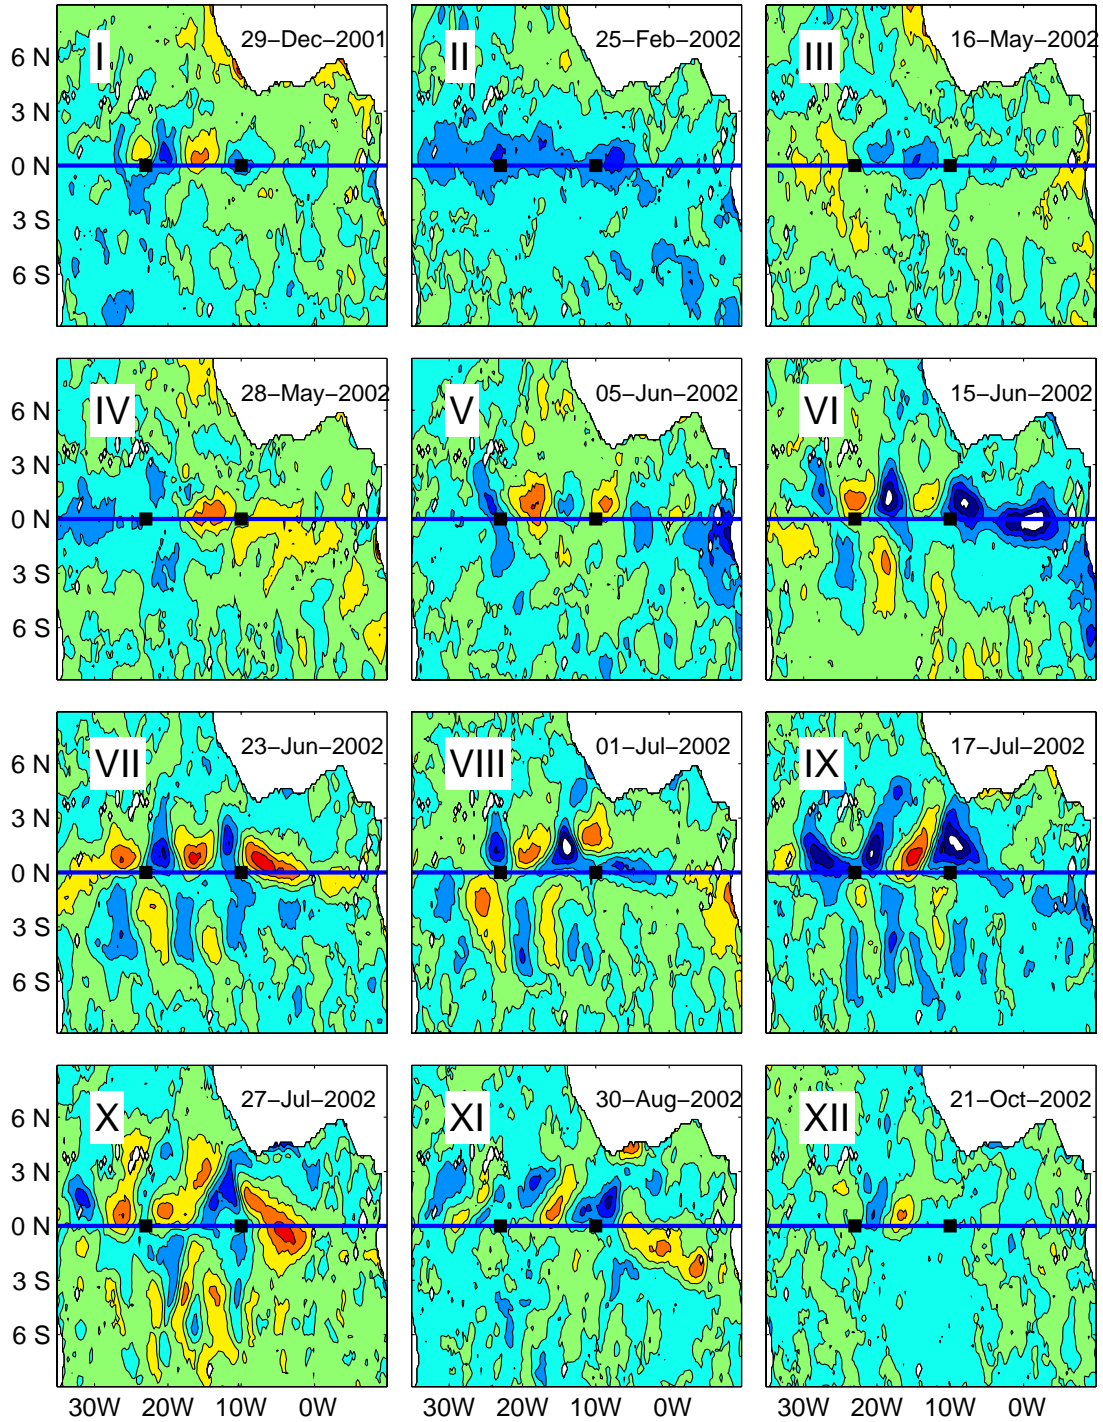 I 29−Dec−2001
II 25−Feb−2002
III 16−May−2002
6 N
3 N
0 N
3 S
6 S
IV 28−May−2002
V 05−Jun−2002
VI 15−Jun−2002
6 N
3 N
0 N
3 S
6 S
VII 23−Jun−2002
VIII 01−Jul−2002
IX 17−Jul−2002
6 N
3 N
0 N
3 S
6 S
X 27−Jul−2002
XI 30−Aug−2002
XII 21−Oct−2002
6 N
3 N
0 N
3 S
6 S
30W 20W 10W 0W
30W 20W 10W 0W
30W 20W 10W 0W